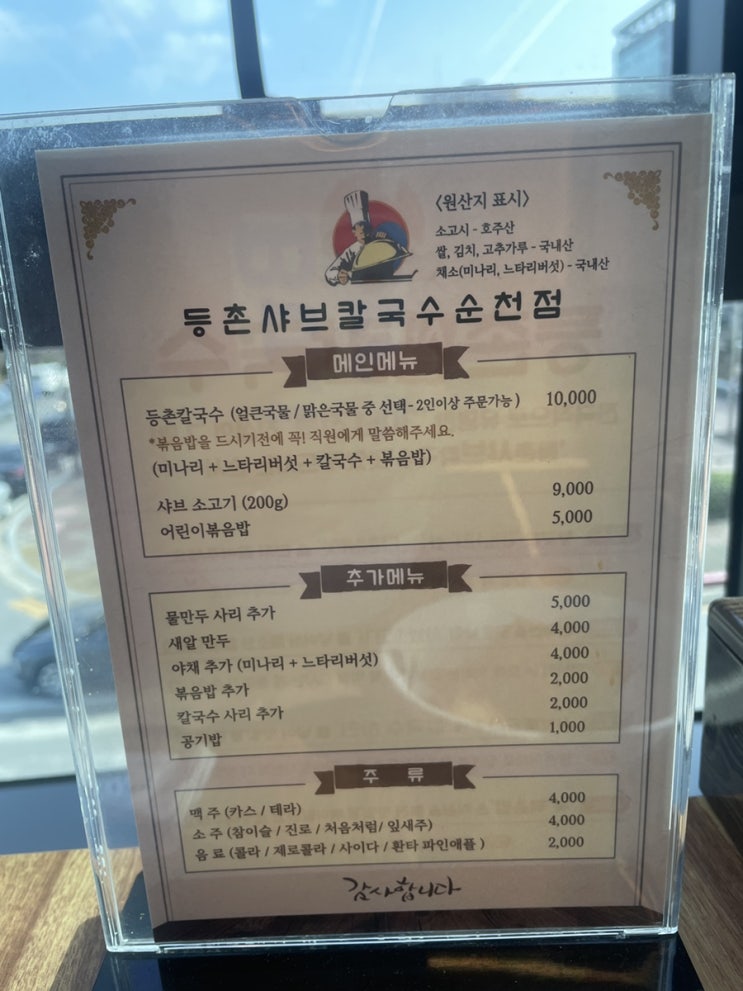 〈원산지 표시〉
소고시 - 호주산
쌀, 김치, 고추가루 - 국내산
채소(미나리, 느타리버섯) - 국내산
등촌샤브칼국수순천점
메인메뉴
등촌칼국수 (얼큰국물 / 맑은국물 중 선택- 2인이상 주문가능 ) 10,000
*볶음밥을 드시기전에 꼭! 직원에게 말씀해주세요.
(미나리 + 느타리버섯 + 칼국수 + 볶음밥)
샤브 소고기 (200g) 9,000
어린이볶음밥 5,000
추가메뉴
물만두 사리 추가 5,000
새알 만두 4,000
야채 추가 (미나리 + 느타리버섯) 4,000
볶음밥 추가 2,000
칼국수 사리 추가 2,000
공기밥 1,000
주 류
맥 주 (카스 / 테라) 4,000
소 주 (참이슬 / 진로 / 처음처럼/ 잎새주) 4,000
음 료 (콜라 / 제로콜라 / 사이다 / 환타 파인애플 ) 2,000
감사합니다